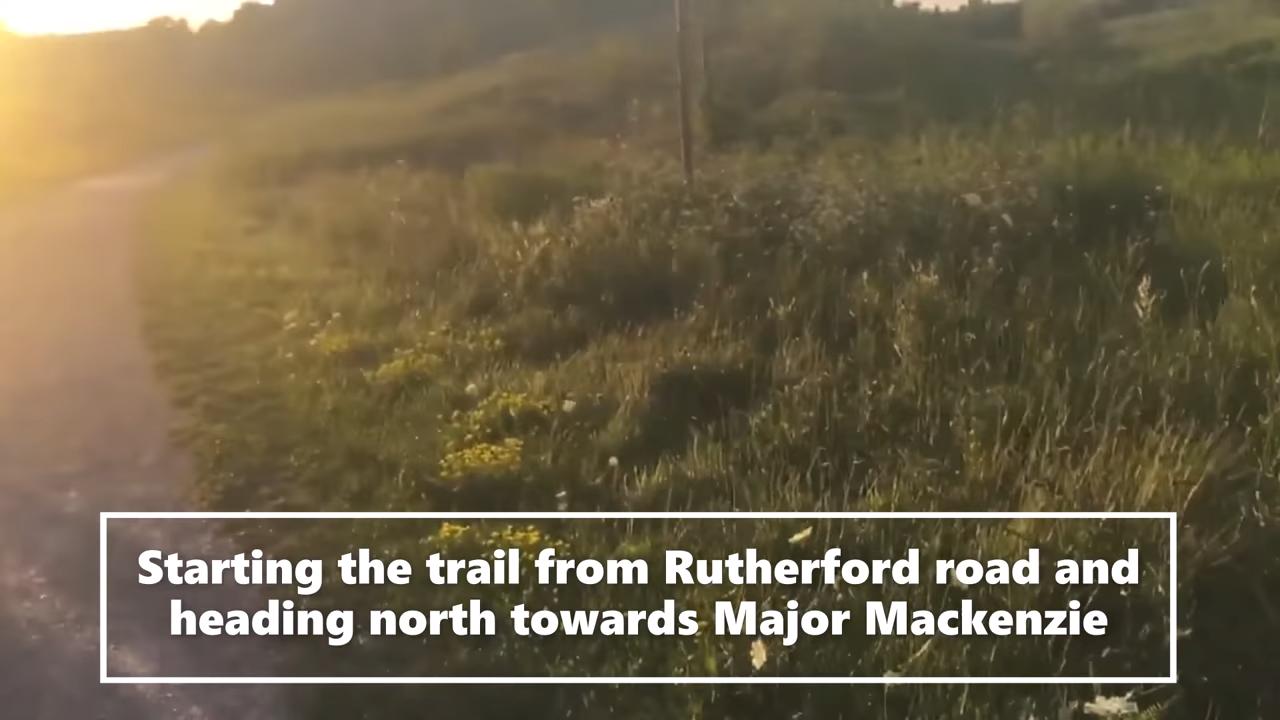 Starting the trail from Rutherford road and
heading north towards Major Mackenzie